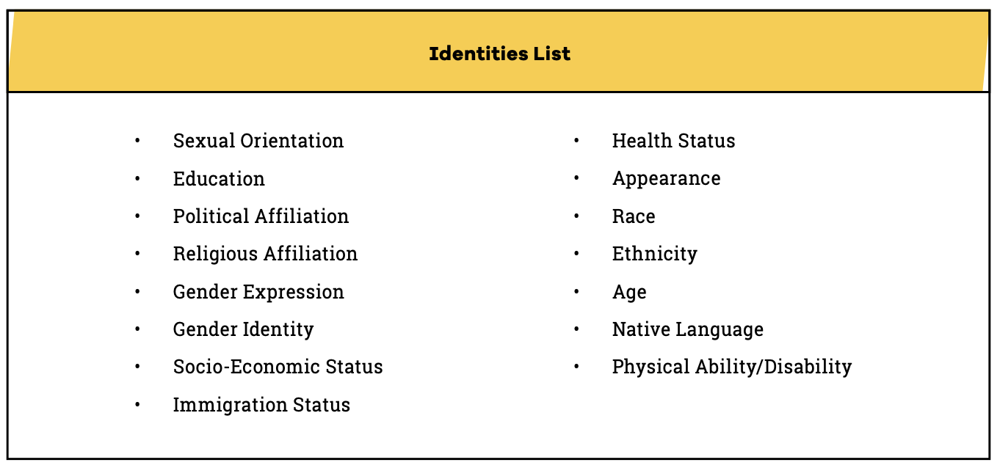 Identities List
• Sexual Orientation
• Education
• Political Affiliation
• Religious Affiliation
• Gender Expression
• Gender Identity
• Socio-Economic Status
• Immigration Status
• Health Status
• Appearance
• Race
• Ethnicity
• Age
• Native Language
• Physical Ability/Disability